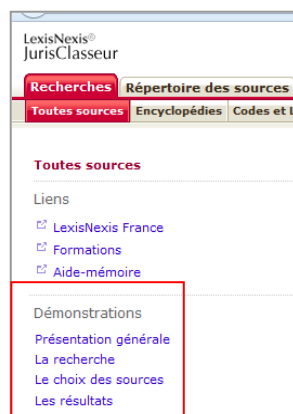 LexisNexis®
JurisClasseur
Recherches Répertoire des sources
Toutes sources Encyclopédies Codes et L
Toutes sources
Liens
LexisNexis France
Formations
Aide-mémoire
Démonstrations
Présentation générale
La recherche
Le choix des sources
Les résultats